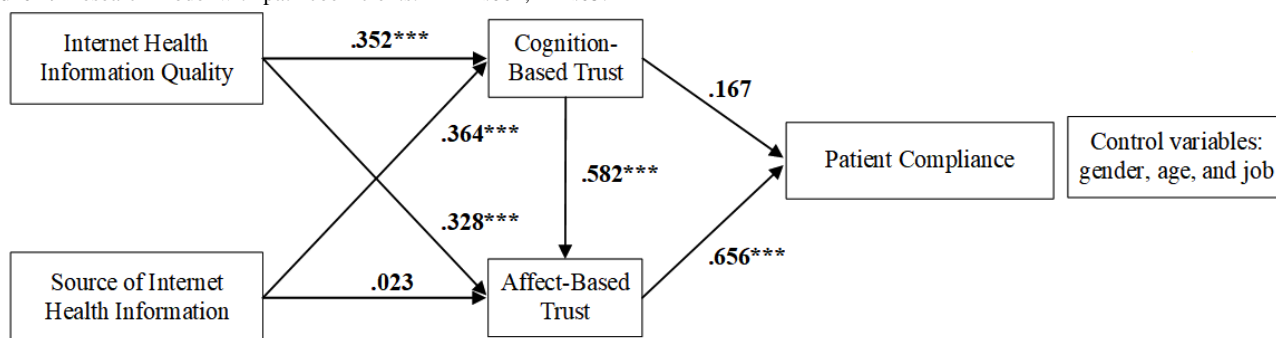 Internet Health
Information Quality
.352***
Cognition-
Based Trust
.167
.364***
Patient Compliance
Control variables:
gender, age, and job
.582***
.328***
.656***
Source of Internet
Health Information
.023
Affect-Based
Trust